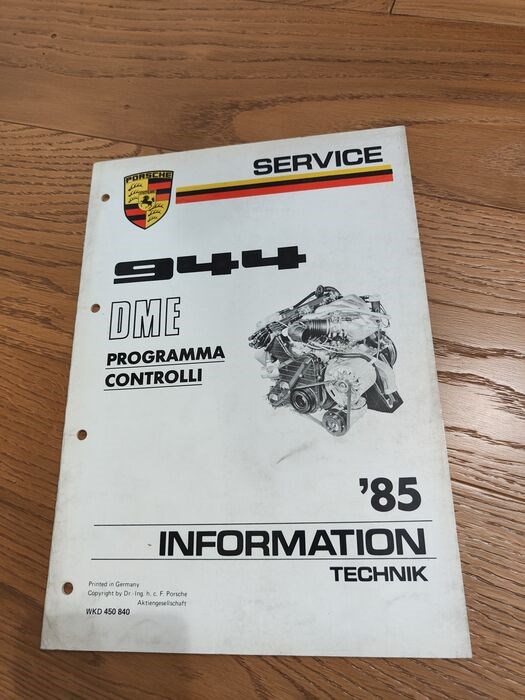 SERVICE
PORSCHE
944
DME
PROGRAMMA
CONTROLLI
'85
INFORMATION
TECHNIK
Printed in Germany
Copyright by Dr.-Ing. h. c. F. Porsche
Aktiengesellschaft
WKD 450 840